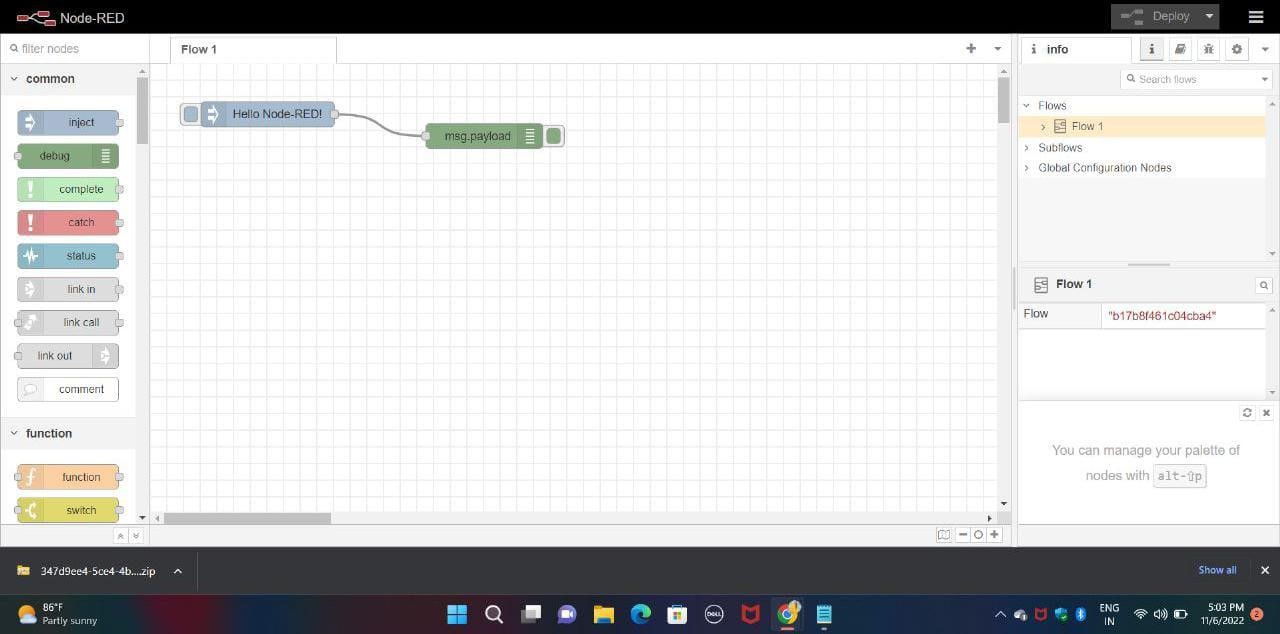 Node-RED
Deploy
filter nodes
Flow 1
info
i
Search flows
common
inject
debug
complete
catch
status
link in
link call
link out
comment
function
function
switch
Hello Node-RED!
msg.payload
Flows
Flow 1
Subflows
Global Configuration Nodes
Flow 1
Flow
"b17b8f461c04cba4"
You can manage your palette of
nodes with alt-⇧p
347d9ee4-5ce4-4b....zip
Show all
86°F
Partly sunny
DELL
ENG
IN
5:03 PM
11/6/2022
2